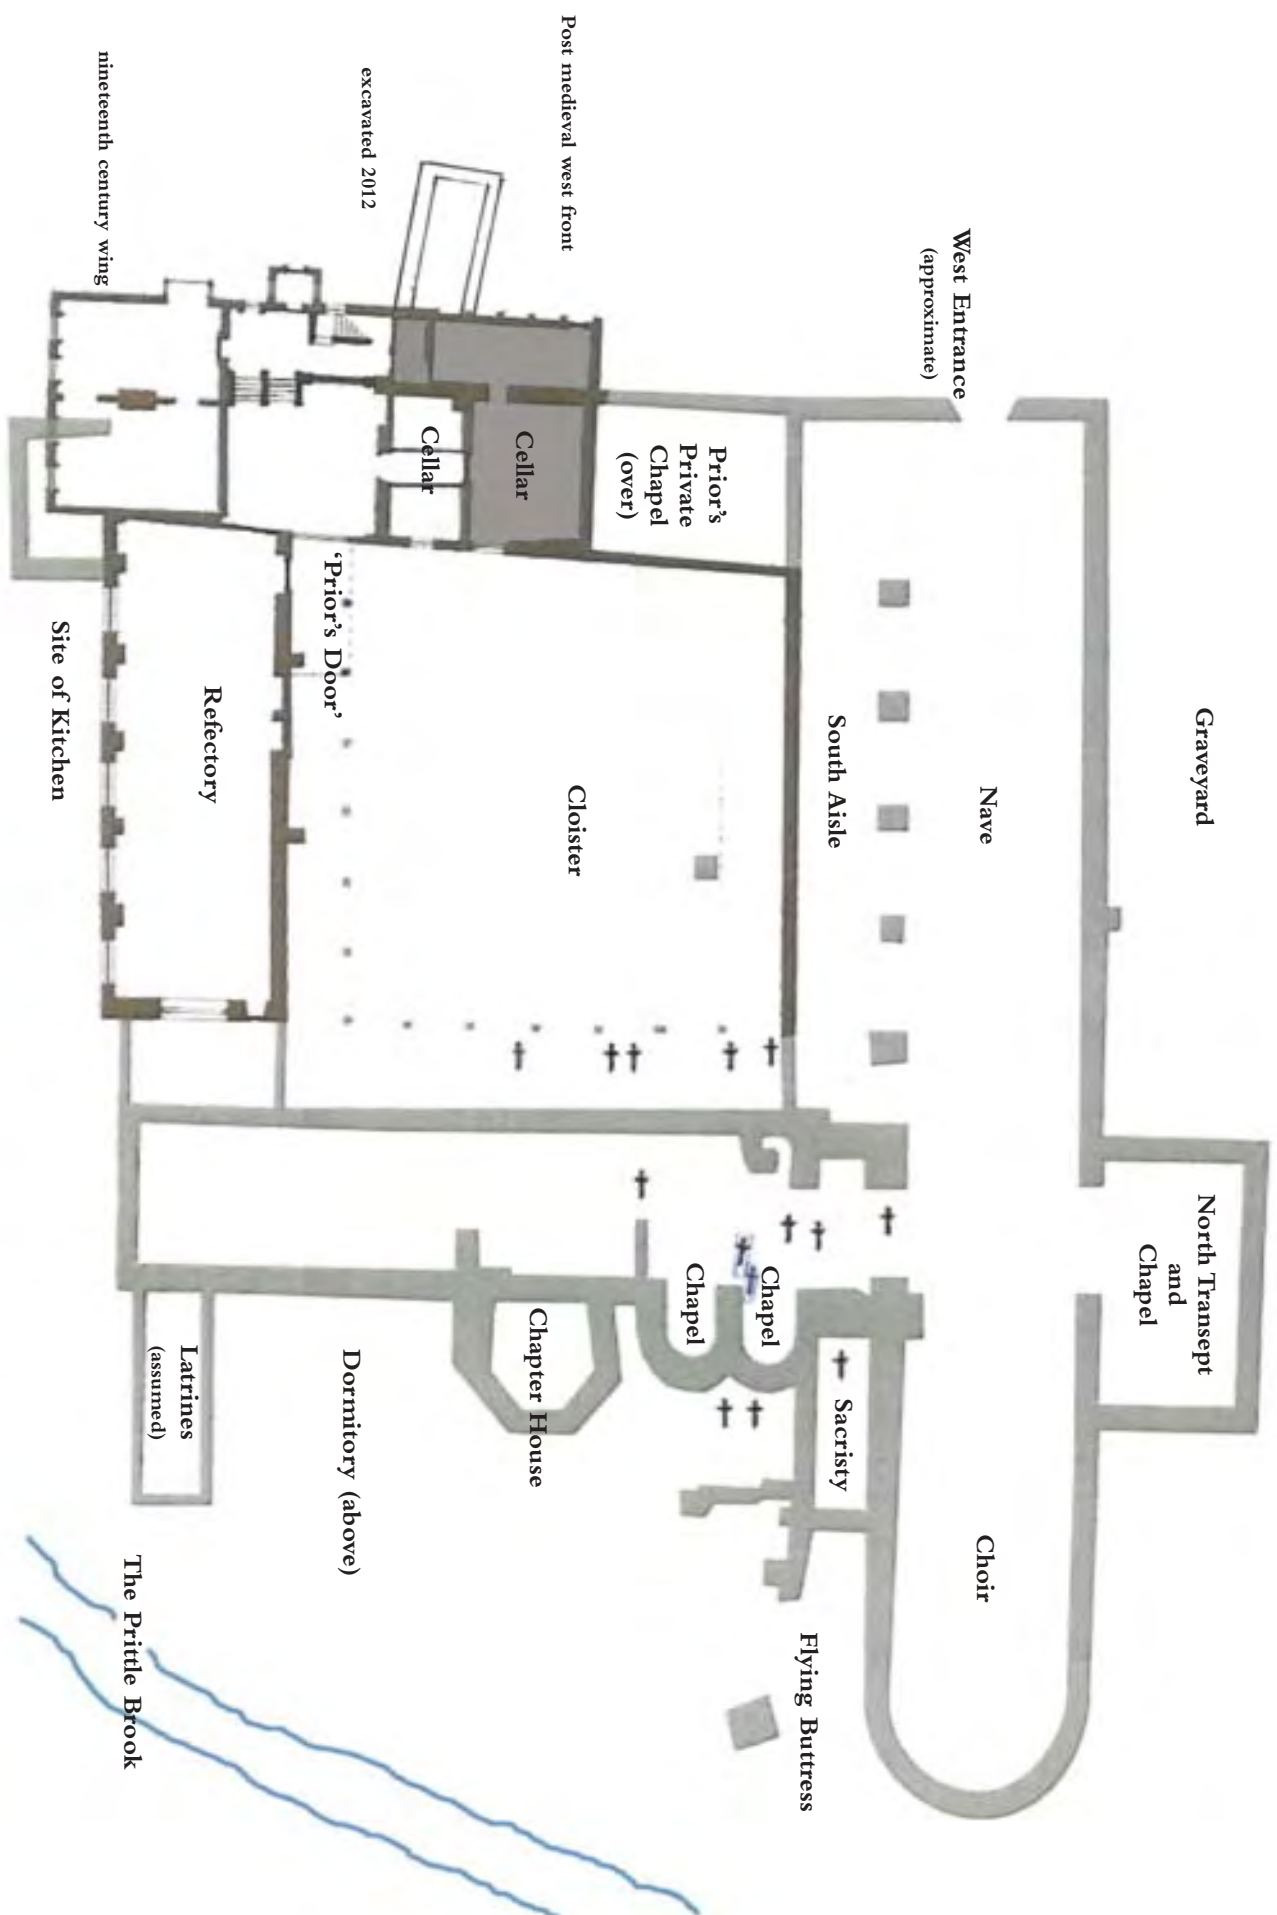 Graveyard
North Transept
and
Chapel
West Entrance
(approximate)
Nave
Choir
South Aisle
Sacristy
Flying Buttress
Prior's
Private
Chapel
(over)
Chapel
Chapel
Post medieval west front
Cloister
Cellar
Chapter House
Cellar
excavated 2012
'Prior's Door'
Dormitory (above)
Refectory
Latrines
(assumed)
nineteenth century wing
Site of Kitchen
The Prittle Brook